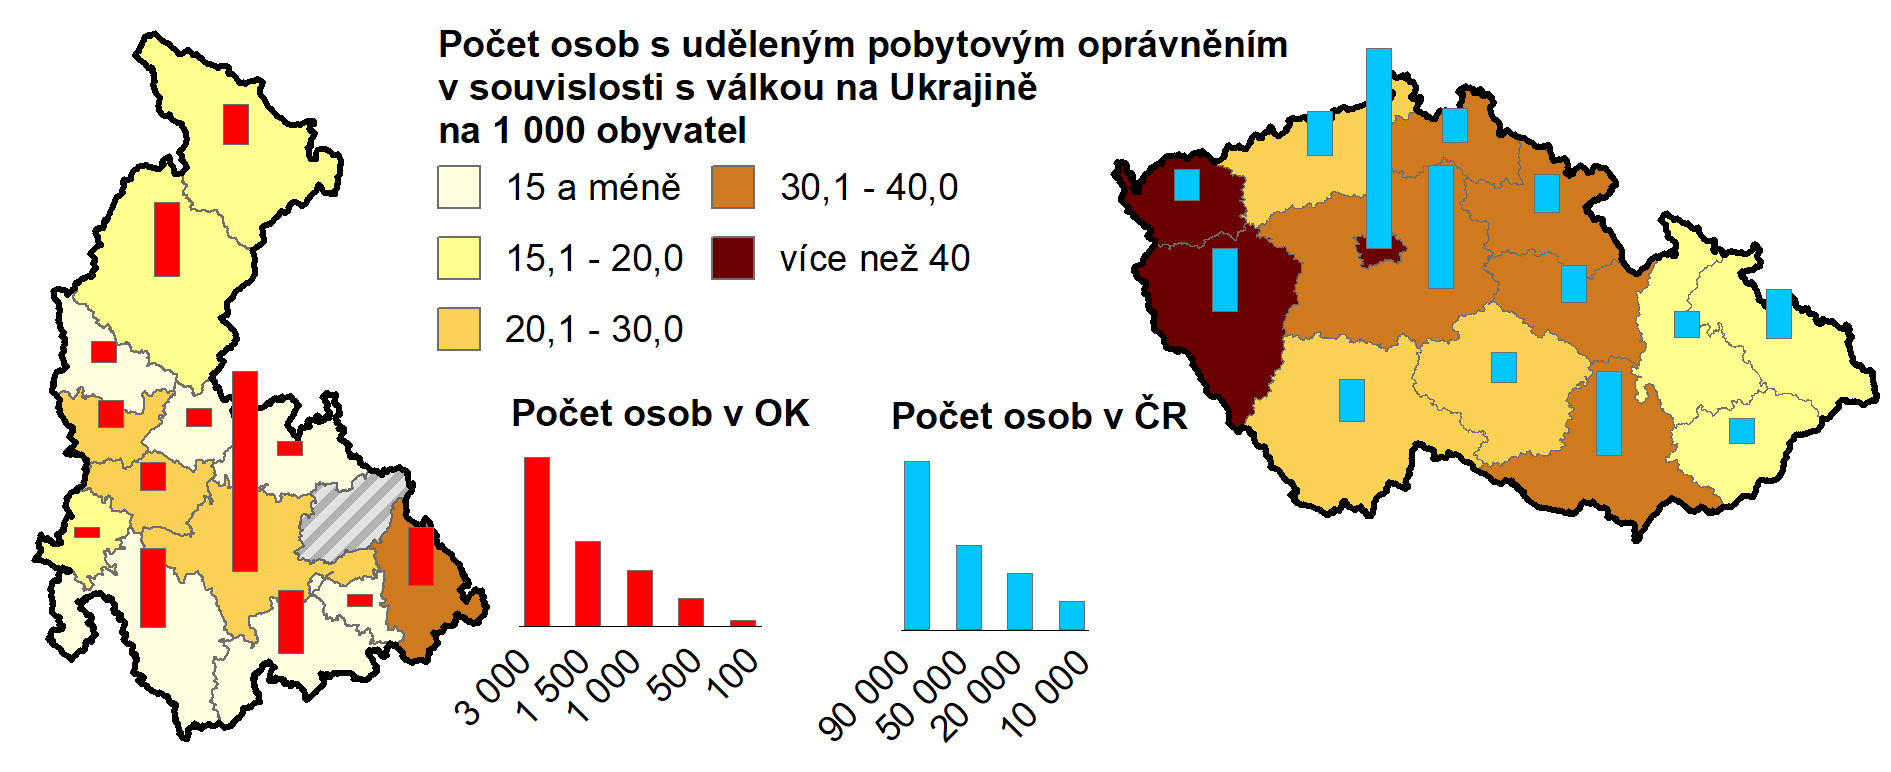 Počet osob s uděleným pobytovým oprávněním
v souvislosti s válkou na Ukrajině
na 1 000 obyvatel
15 a méně
30,1 - 40,0
15,1 - 20,0
více než 40
20,1 - 30,0
Počet osob v OK
Počet osob v ČR
3 000
1 500
1 000
500
100
90 000
50 000
20 000
10 000